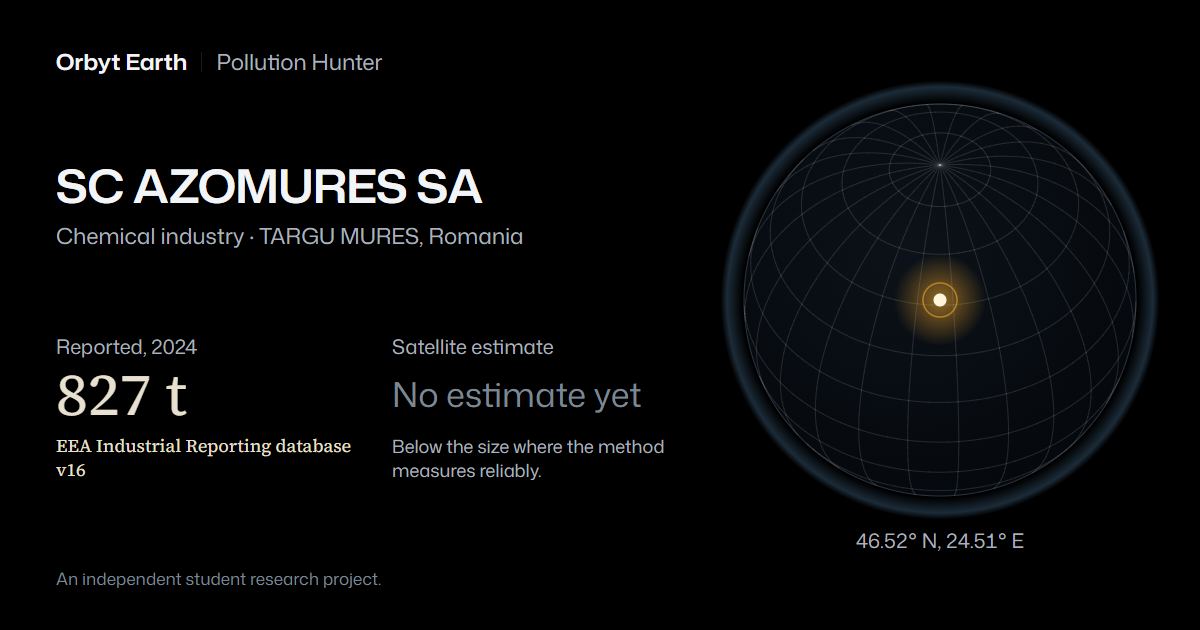 Orbyt Earth | Pollution Hunter
SC AZOMURES SA
Chemical industry · TARGU MURES, Romania
Reported, 2024
827 t
EEA Industrial Reporting database
v16
Satellite estimate
No estimate yet
Below the size where the method
measures reliably.
46.52° N, 24.51° E
An independent student research project.